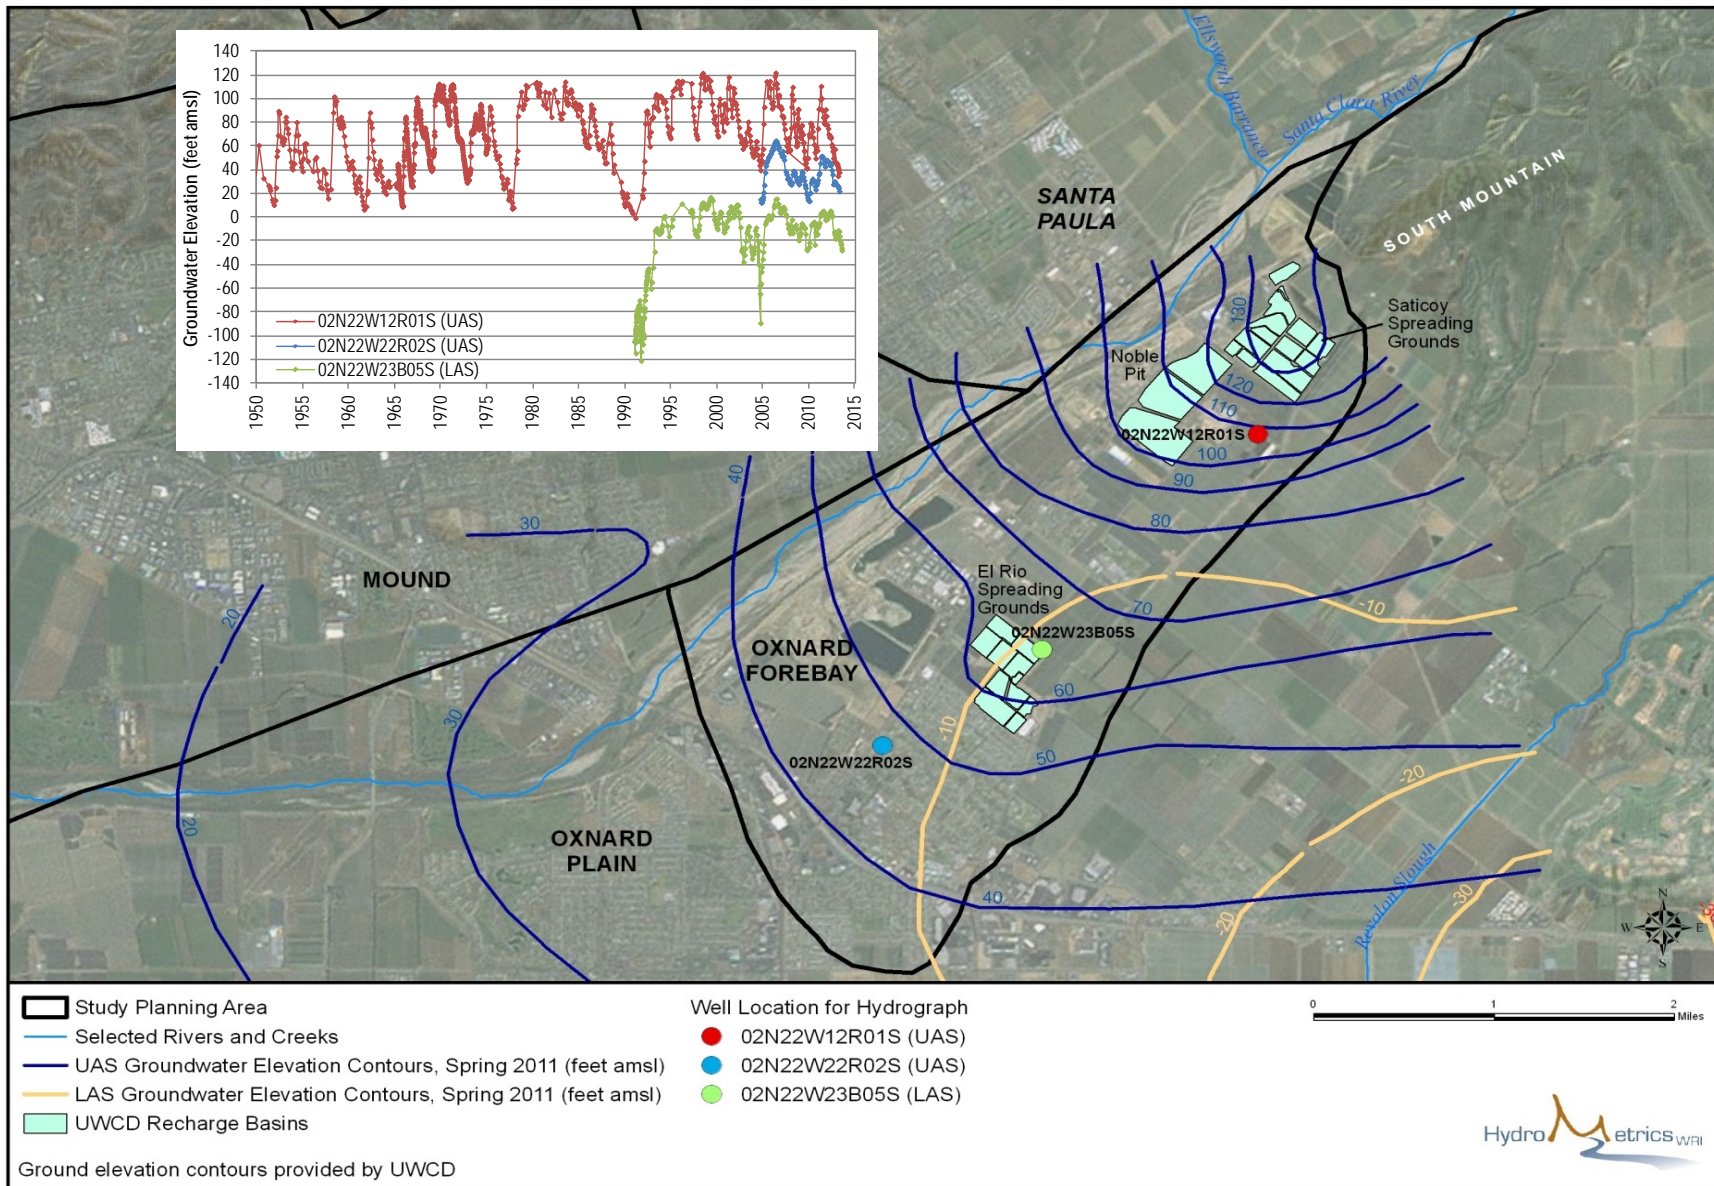 140
120
100
80
60
40
20
0
-20
-40
-60
-80
-100
-120
-140
Groundwater Elevation (feet amsl)
02N22W12R01S (UAS)
02N22W22R02S (UAS)
02N22W23B05S (LAS)
1950
1955
1960
1965
1970
1975
1980
1985
1990
1995
2000
2005
2010
2015
Ellsworth Barranca
Santa Clara River
SANTA
PAULA
SOUTH MOUNTAIN
130
Saticoy
Spreading
Grounds
Noble
Pit
120
110
02N22W12R01S
100
90
80
40
30
MOUND
El Rio
Spreading
Grounds
70
-10
20
02N22W23B05S
OXNARD
FOREBAY
60
30
-10
50
02N22W22R02S
-20
20
OXNARD
PLAIN
40
-20
-30
Revolon Slough
N
W
E
S
Study Planning Area
Selected Rivers and Creeks
UAS Groundwater Elevation Contours, Spring 2011 (feet amsl)
LAS Groundwater Elevation Contours, Spring 2011 (feet amsl)
UWCD Recharge Basins
Ground elevation contours provided by UWCD
Well Location for Hydrograph
02N22W12R01S (UAS)
02N22W22R02S (UAS)
02N22W23B05S (LAS)
0
1
2
Miles
HydroMetrics WRI